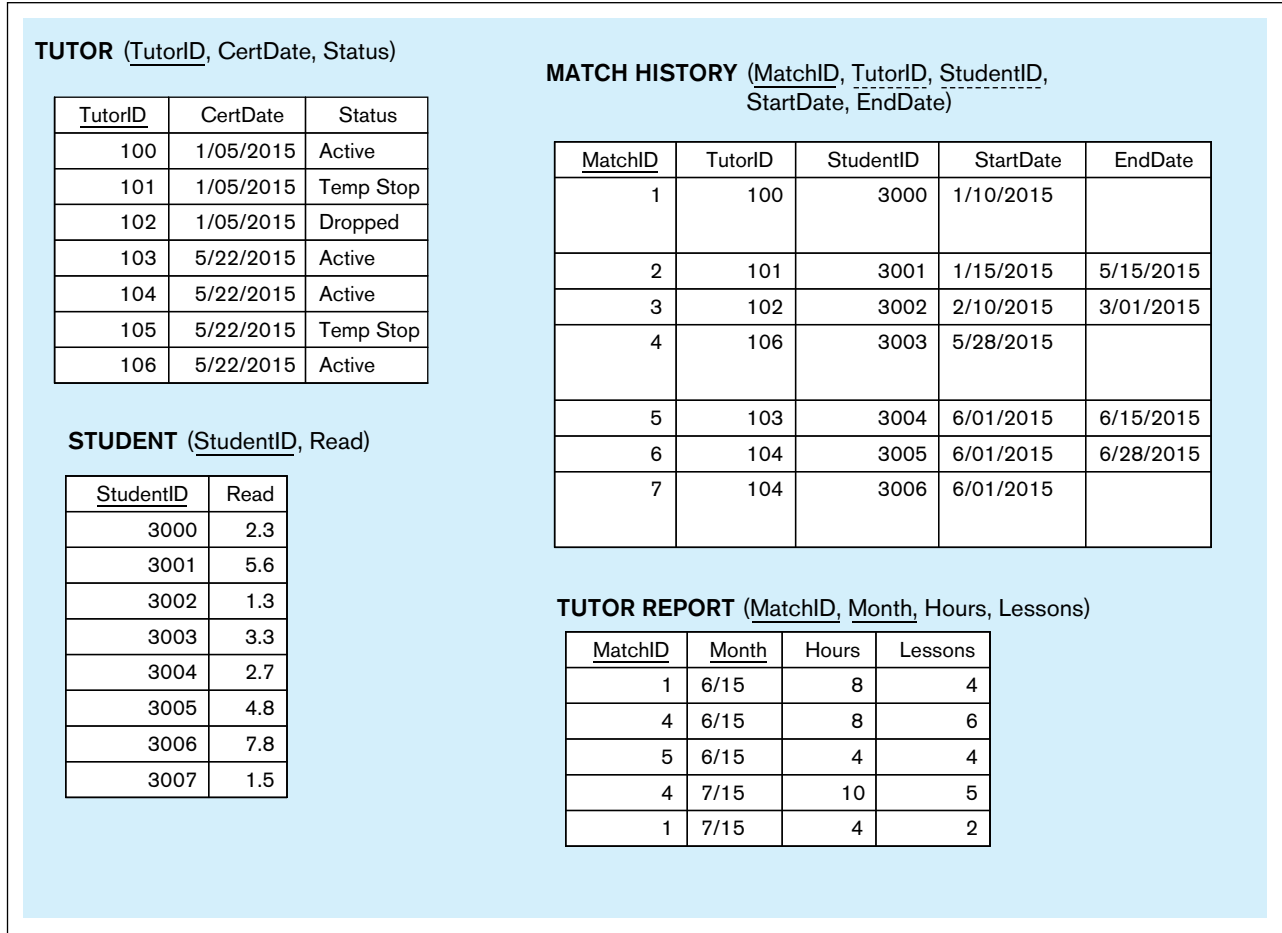 TUTOR (TutorID, CertDate, Status)
TutorID CertDate Status
100 1/05/2015 Active
101 1/05/2015 Temp Stop
102 1/05/2015 Dropped
103 5/22/2015 Active
104 5/22/2015 Active
105 5/22/2015 Temp Stop
106 5/22/2015 Active
STUDENT (StudentID, Read)
StudentID Read
3000 2.3
3001 5.6
3002 1.3
3003 3.3
3004 2.7
3005 4.8
3006 7.8
3007 1.5
MATCH HISTORY (MatchID, TutorID, StudentID,
StartDate, EndDate)
MatchID TutorID StudentID StartDate EndDate
1 100 3000 1/10/2015
2 101 3001 1/15/2015 5/15/2015
3 102 3002 2/10/2015 3/01/2015
4 106 3003 5/28/2015
5 103 3004 6/01/2015 6/15/2015
6 104 3005 6/01/2015 6/28/2015
7 104 3006 6/01/2015
TUTOR REPORT (MatchID, Month, Hours, Lessons)
MatchID Month Hours Lessons
1 6/15 8 4
4 6/15 8 6
5 6/15 4 4
4 7/15 10 5
1 7/15 4 2